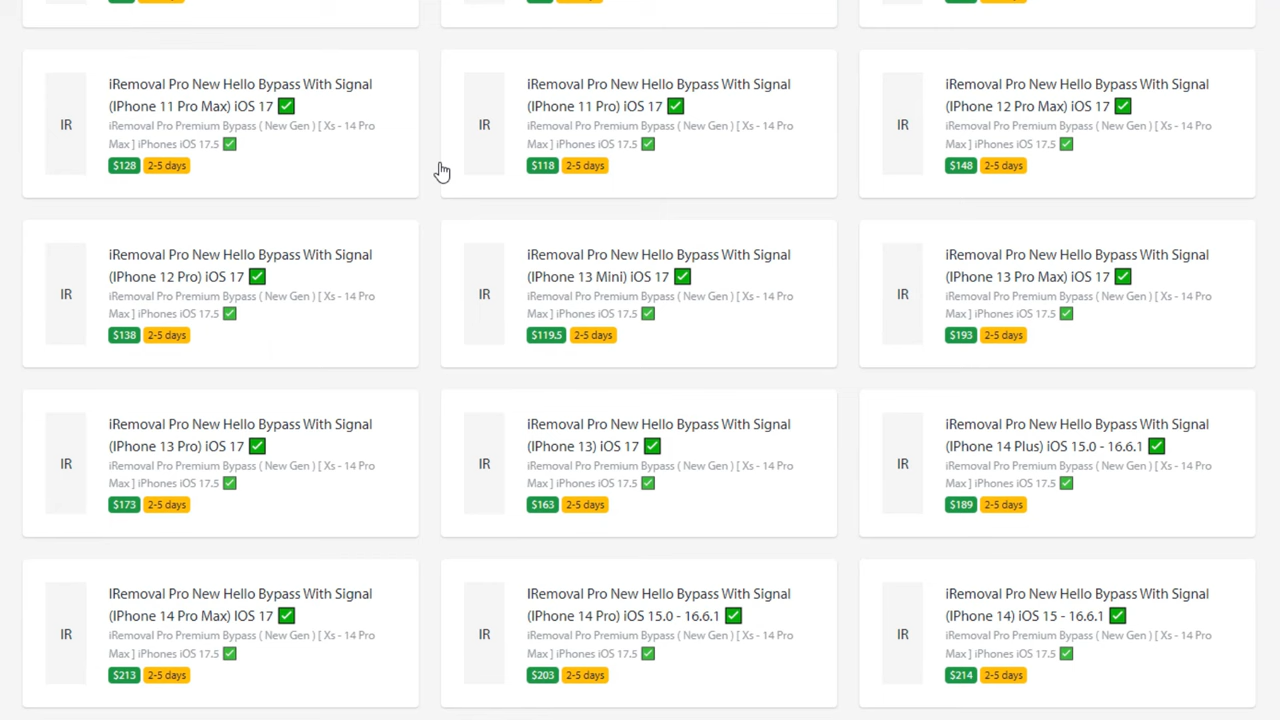 IR
iRemoval Pro New Hello Bypass With Signal
(IPhone 11 Pro Max) iOS 17 ✅
iRemoval Pro Premium Bypass ( New Gen ) [ Xs - 14 Pro
Max ] iPhones iOS 17.5 ✅
$128 2-5 days
IR
iRemoval Pro New Hello Bypass With Signal
(IPhone 11 Pro) iOS 17 ✅
iRemoval Pro Premium Bypass ( New Gen ) [ Xs - 14 Pro
Max ] iPhones iOS 17.5 ✅
$118 2-5 days
IR
iRemoval Pro New Hello Bypass With Signal
(IPhone 12 Pro Max) iOS 17 ✅
iRemoval Pro Premium Bypass ( New Gen ) [ Xs - 14 Pro
Max ] iPhones iOS 17.5 ✅
$148 2-5 days
IR
iRemoval Pro New Hello Bypass With Signal
(IPhone 12 Pro) iOS 17 ✅
iRemoval Pro Premium Bypass ( New Gen ) [ Xs - 14 Pro
Max ] iPhones iOS 17.5 ✅
$138 2-5 days
IR
iRemoval Pro New Hello Bypass With Signal
(IPhone 13 Mini) iOS 17 ✅
iRemoval Pro Premium Bypass ( New Gen ) [ Xs - 14 Pro
Max ] iPhones iOS 17.5 ✅
$119.5 2-5 days
IR
iRemoval Pro New Hello Bypass With Signal
(IPhone 13 Pro Max) iOS 17 ✅
iRemoval Pro Premium Bypass ( New Gen ) [ Xs - 14 Pro
Max ] iPhones iOS 17.5 ✅
$193 2-5 days
IR
iRemoval Pro New Hello Bypass With Signal
(IPhone 13 Pro) iOS 17 ✅
iRemoval Pro Premium Bypass ( New Gen ) [ Xs - 14 Pro
Max ] iPhones iOS 17.5 ✅
$173 2-5 days
IR
iRemoval Pro New Hello Bypass With Signal
(IPhone 13) iOS 17 ✅
iRemoval Pro Premium Bypass ( New Gen ) [ Xs - 14 Pro
Max ] iPhones iOS 17.5 ✅
$163 2-5 days
IR
iRemoval Pro New Hello Bypass With Signal
(IPhone 14 Plus) iOS 15.0 - 16.6.1 ✅
iRemoval Pro Premium Bypass ( New Gen ) [ Xs - 14 Pro
Max ] iPhones iOS 17.5 ✅
$189 2-5 days
IR
iRemoval Pro New Hello Bypass With Signal
(IPhone 14 Pro Max) IOS 17 ✅
iRemoval Pro Premium Bypass ( New Gen ) [ Xs - 14 Pro
Max ] iPhones iOS 17.5 ✅
$213 2-5 days
IR
iRemoval Pro New Hello Bypass With Signal
(IPhone 14 Pro) iOS 15.0 - 16.6.1 ✅
iRemoval Pro Premium Bypass ( New Gen ) [ Xs - 14 Pro
Max ] iPhones iOS 17.5 ✅
$203 2-5 days
IR
iRemoval Pro New Hello Bypass With Signal
(IPhone 14) iOS 15 - 16.6.1 ✅
iRemoval Pro Premium Bypass ( New Gen ) [ Xs - 14 Pro
Max ] iPhones iOS 17.5 ✅
$214 2-5 days